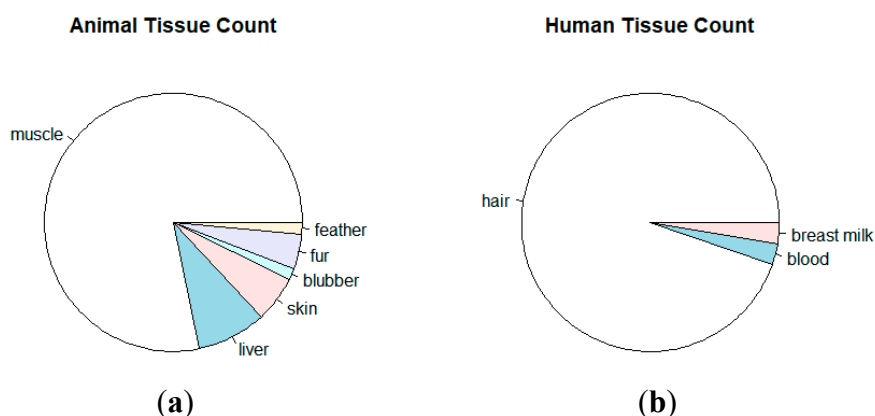 Animal Tissue Count
muscle
feather
fur
blubber
skin
liver
(a)
Human Tissue Count
hair
breast milk
blood
(b)